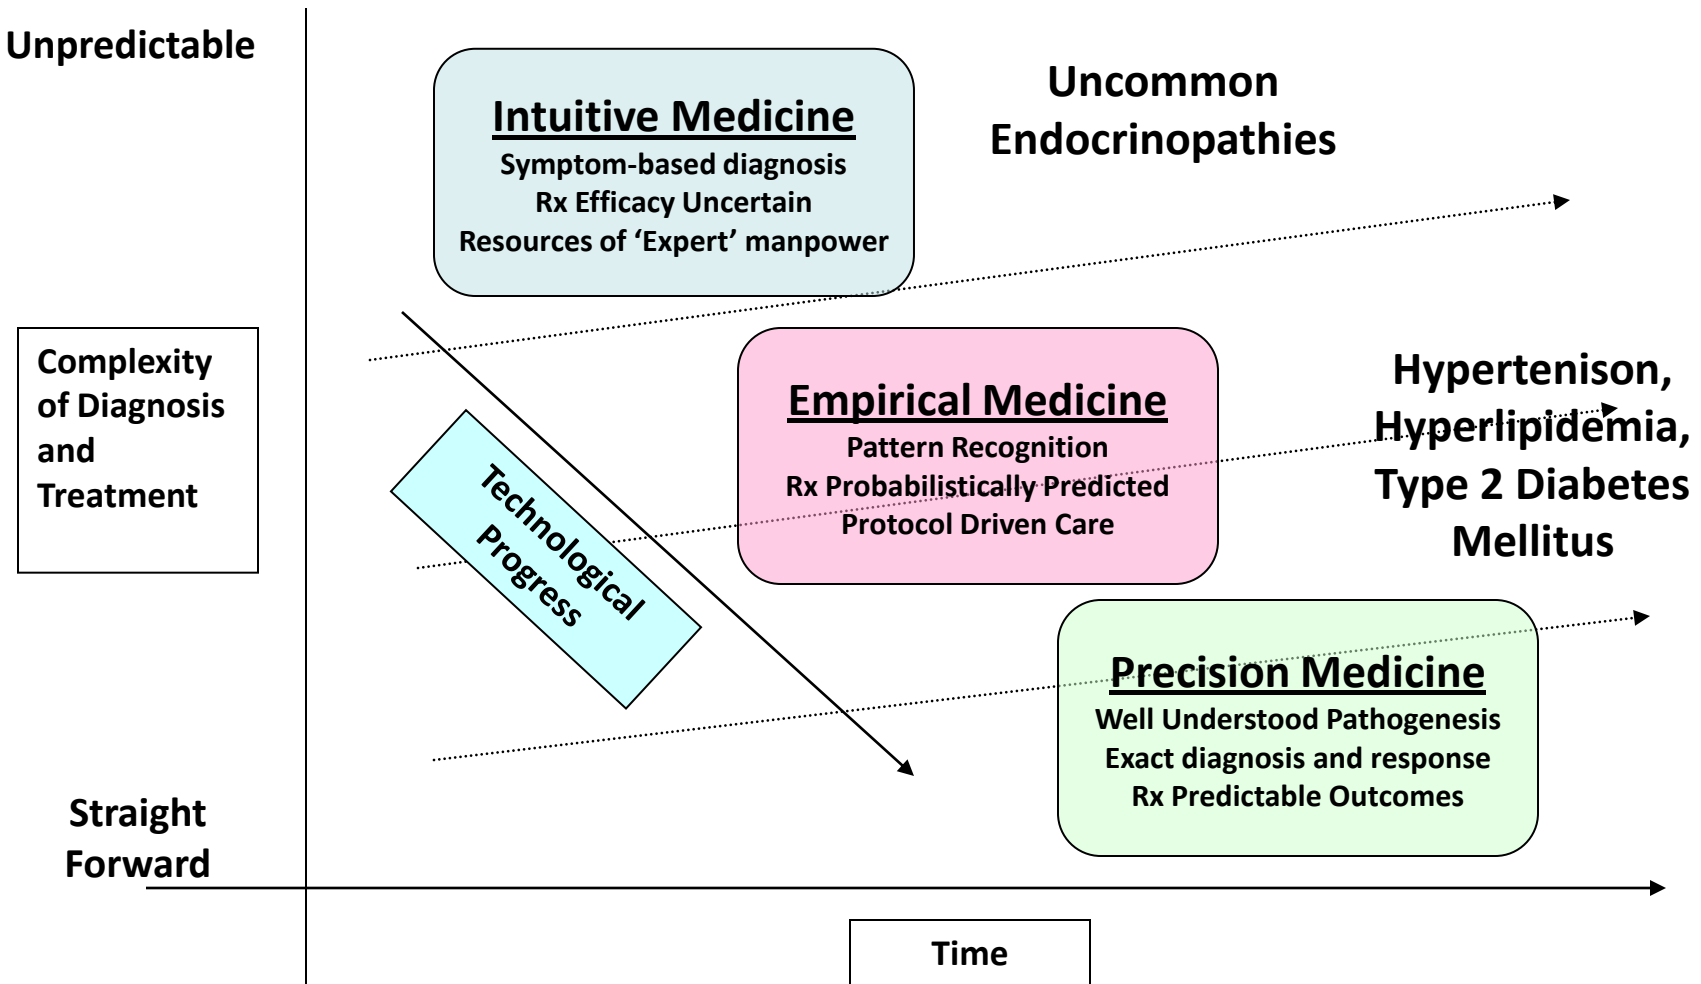 Unpredictable
Intuitive Medicine
Symptom-based diagnosis
Rx Efficacy Uncertain
Resources of ‘Expert’ manpower
Uncommon
Endocrinopathies
Complexity
of Diagnosis
and
Treatment
Technological
Progress
Empirical Medicine
Pattern Recognition
Rx Probabilistically Predicted
Protocol Driven Care
Hypertenison,
Hyperlipidemia,
Type 2 Diabetes
Mellitus
Precision Medicine
Well Understood Pathogenesis
Exact diagnosis and response
Rx Predictable Outcomes
Straight
Forward
Time